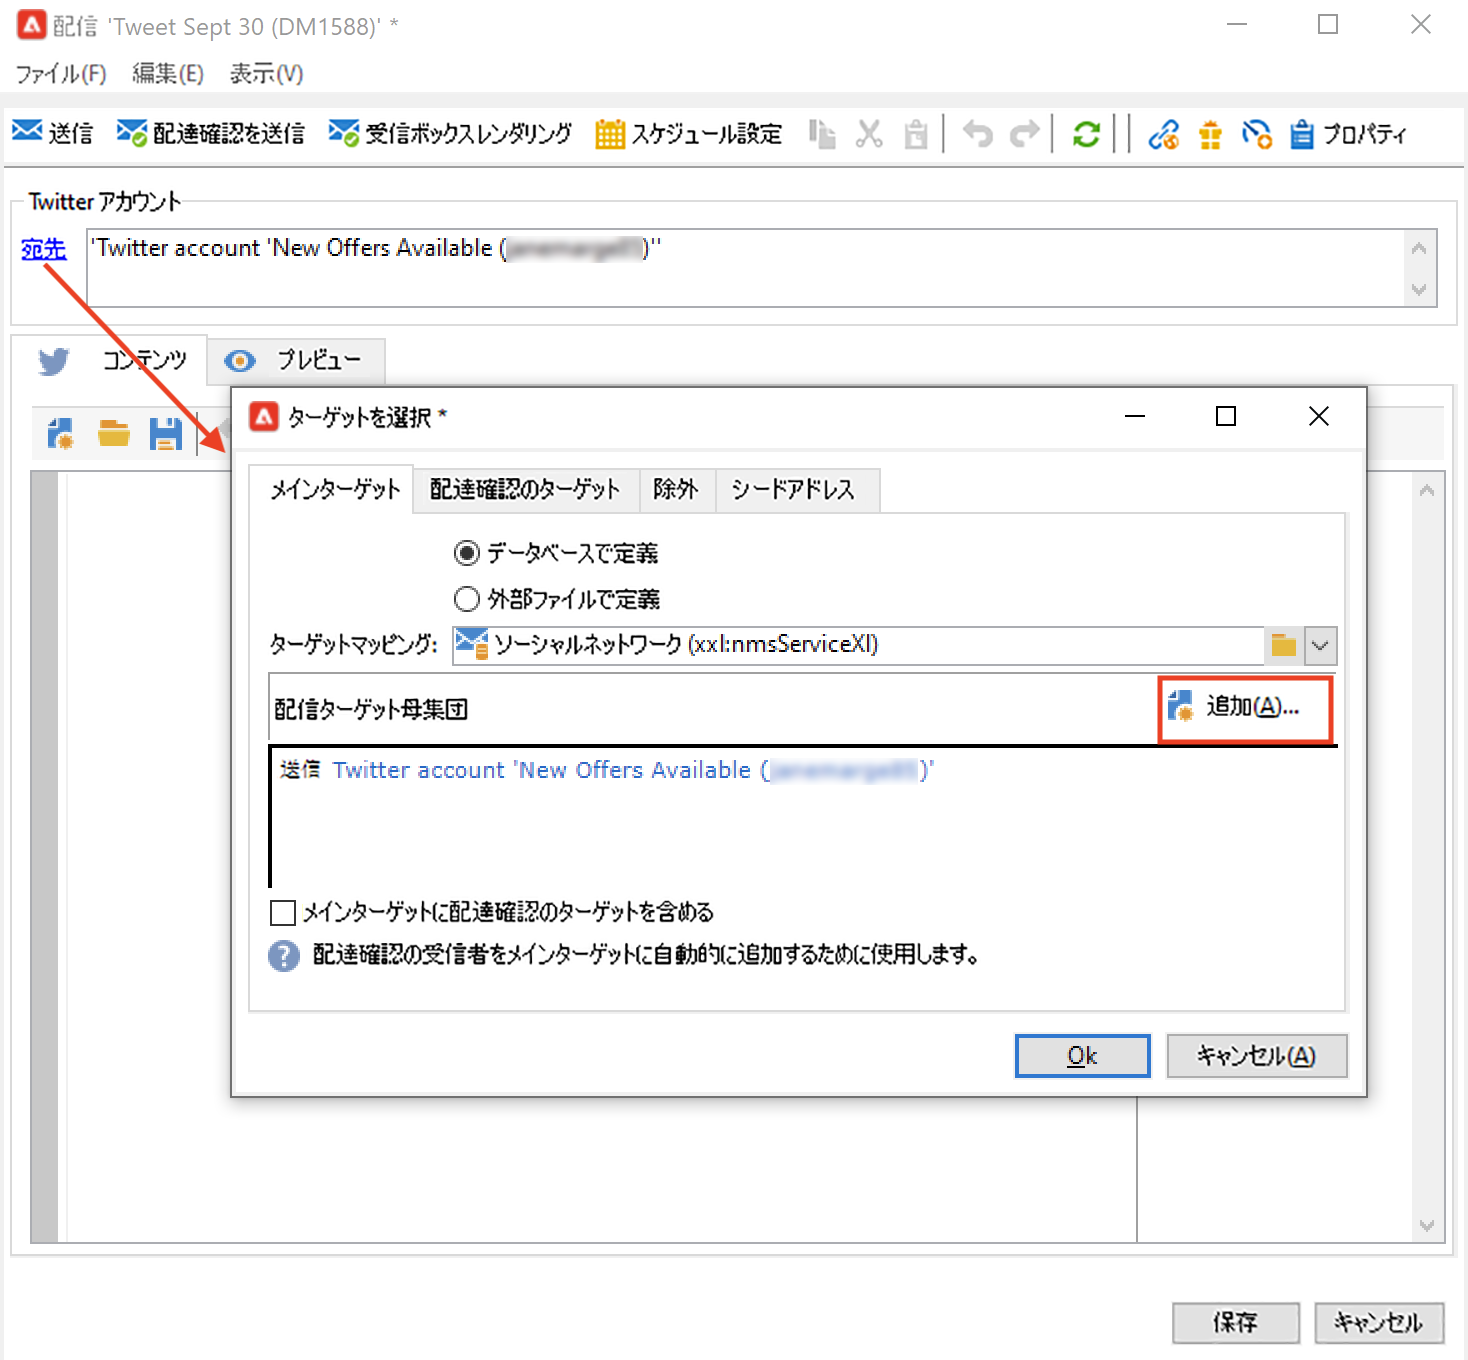 配信 'Tweet Sept 30 (DM1588)' *
ファイル(F) 編集(E) 表示(V)
送信 配達確認を送信 受信ボックスレンダリング スケジュール設定 プロパティ
Twitter アカウント
宛先 'Twitter account 'New Offers Available ( )''
コンテンツ プレビュー
ターゲットを選択 *
メインターゲット 配達確認のターゲット 除外 シードアドレス
データベースで定義
外部ファイルで定義
ターゲットマッピング: ソーシャルネットワーク (xxl:nmsServiceXl)
配信ターゲット母集団 追加(A)...
送信 Twitter account 'New Offers Available ( )'
メインターゲットに配達確認のターゲットを含める
? 配達確認の受信者をメインターゲットに自動的に追加するために使用します。
Ok キャンセル(A)
保存 キャンセル